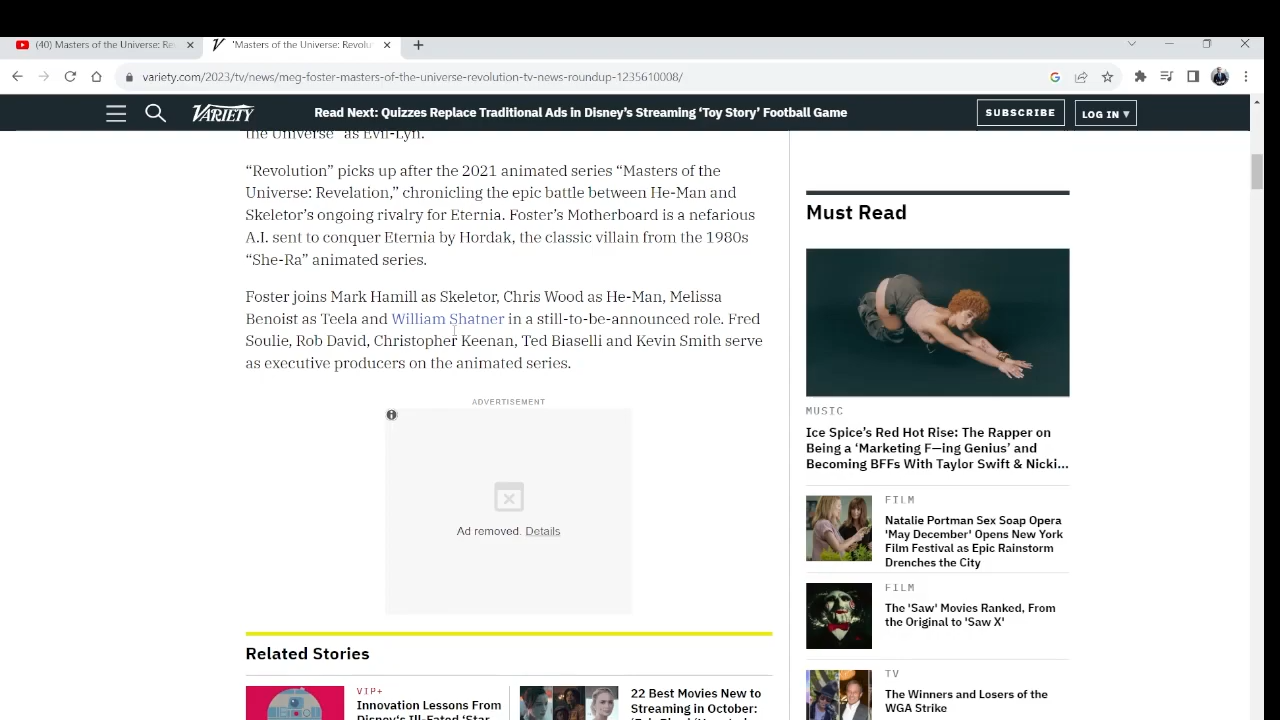 (40) Masters of the Universe: Re
'Masters of the Universe: Revolu
variety.com/2023/tv/news/meg-foster-masters-of-the-universe-revolution-tv-news-roundup-1235610008/
VARIETY
Read Next: Quizzes Replace Traditional Ads in Disney's Streaming 'Toy Story' Football Game
SUBSCRIBE
LOG IN ▾
the Universe" as Evil-Lyn.
“Revolution” picks up after the 2021 animated series “Masters of the
Universe: Revelation,” chronicling the epic battle between He-Man and
Skeletor's ongoing rivalry for Eternia. Foster's Motherboard is a nefarious
A.I. sent to conquer Eternia by Hordak, the classic villain from the 1980s
“She-Ra” animated series.
Foster joins Mark Hamill as Skeletor, Chris Wood as He-Man, Melissa
Benoist as Teela and William Shatner in a still-to-be-announced role. Fred
Soulie, Rob David, Christopher Keenan, Ted Biaselli and Kevin Smith serve
as executive producers on the animated series.
ADVERTISEMENT
Ad removed. Details
Related Stories
VIP+
Innovation Lessons From
Disney's Ill-Fated 'Star
22 Best Movies New to
Streaming in October:
Must Read
MUSIC
Ice Spice's Red Hot Rise: The Rapper on
Being a 'Marketing F—ing Genius' and
Becoming BFFs With Taylor Swift & Nicki...
FILM
Natalie Portman Sex Soap Opera
'May December' Opens New York
Film Festival as Epic Rainstorm
Drenches the City
FILM
The 'Saw' Movies Ranked, From
the Original to 'Saw X'
TV
The Winners and Losers of the
WGA Strike